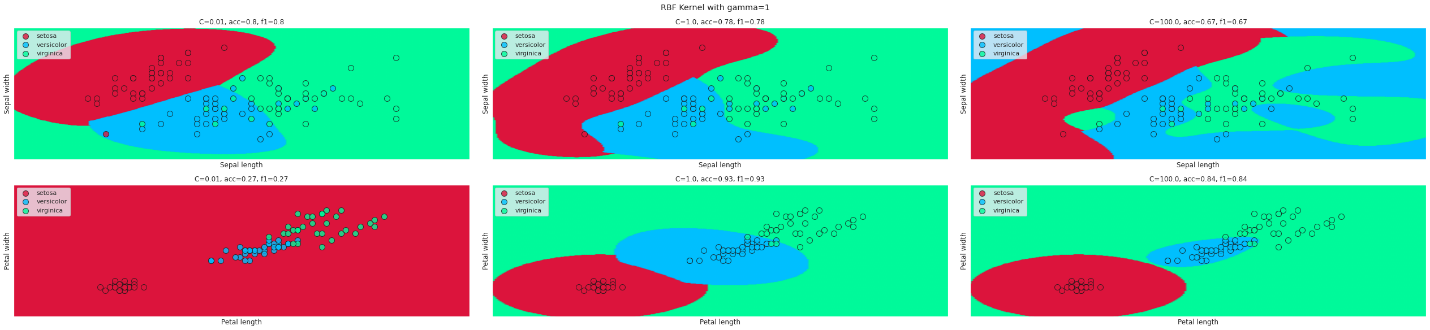 RBF Kernel with gamma=1
C=0.01, acc=0.8, f1=0.8
setosa
versicolor
virginica
Sepal width
Sepal length
C=1.0, acc=0.78, f1=0.78
setosa
versicolor
virginica
Sepal width
Sepal length
C=100.0, acc=0.67, f1=0.67
setosa
versicolor
virginica
Sepal width
Sepal length
C=0.01, acc=0.27, f1=0.27
setosa
versicolor
virginica
Petal width
Petal length
C=1.0, acc=0.93, f1=0.93
setosa
versicolor
virginica
Petal width
Petal length
C=100.0, acc=0.84, f1=0.84
setosa
versicolor
virginica
Petal width
Petal length